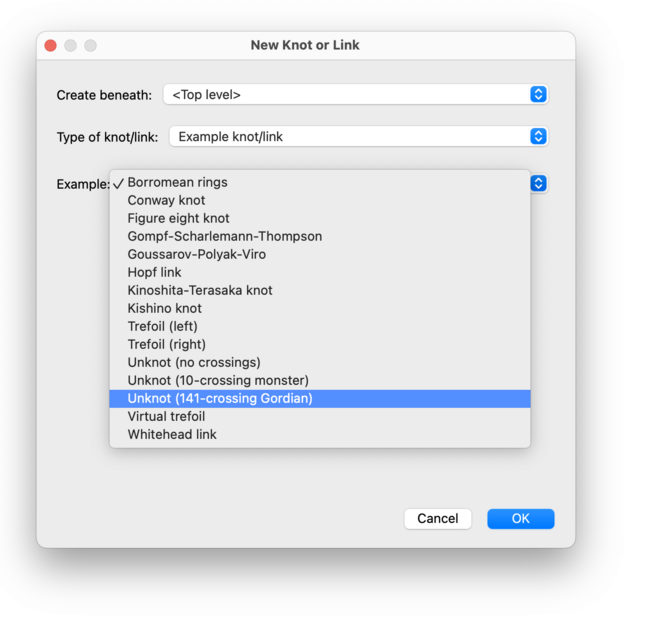 New Knot or Link
Create beneath: <Top level>
Type of knot/link: Example knot/link
Example: ✓ Borromean rings
Conway knot
Figure eight knot
Gompf-Scharlemann-Thompson
Goussarov-Polyak-Viro
Hopf link
Kinoshita-Terasaka knot
Kishino knot
Trefoil (left)
Trefoil (right)
Unknot (no crossings)
Unknot (10-crossing monster)
Unknot (141-crossing Gordian)
Virtual trefoil
Whitehead link
Cancel OK